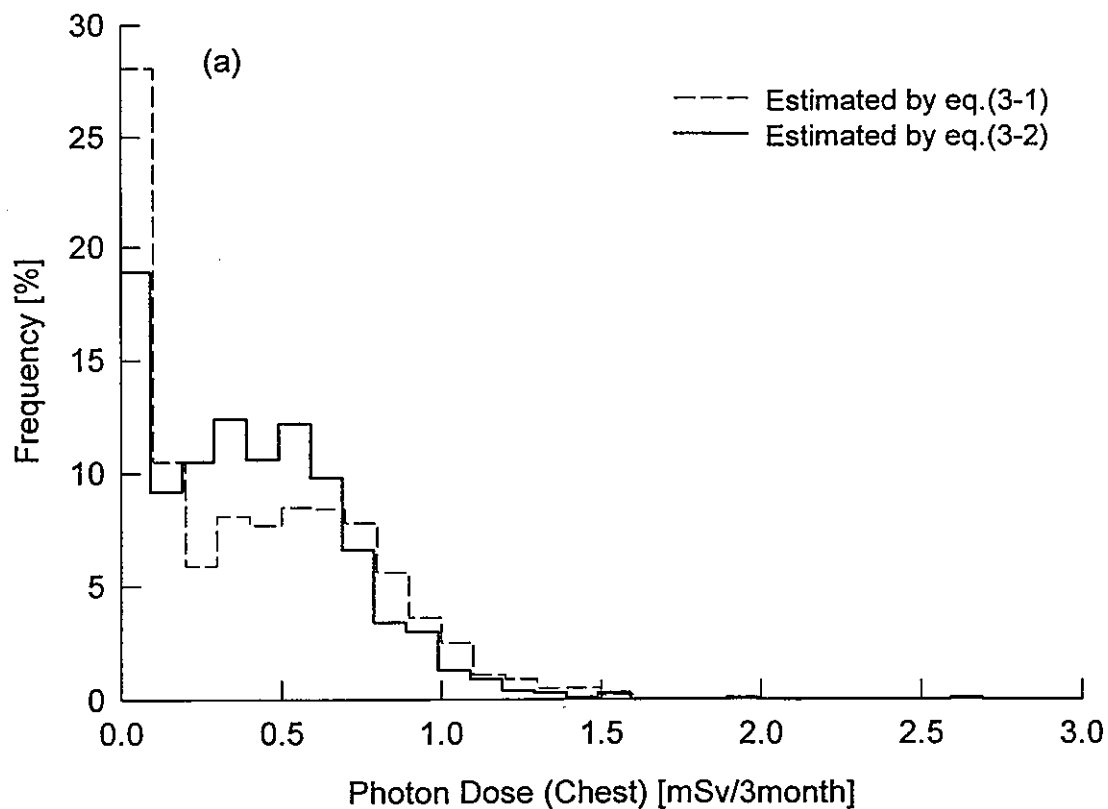 (a)
Estimated by eq.(3-1)
Estimated by eq.(3-2)
Frequency [%]
30
25
20
15
10
5
0
0.0 0.5 1.0 1.5 2.0 2.5 3.0
Photon Dose (Chest) [mSv/3month]